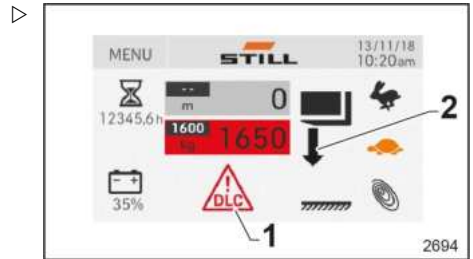 MENU
STILL
13/11/18
10:20am
--
m
0
12345,6h
1600
kg
1650
2
- +
35%
DLC
1
2694